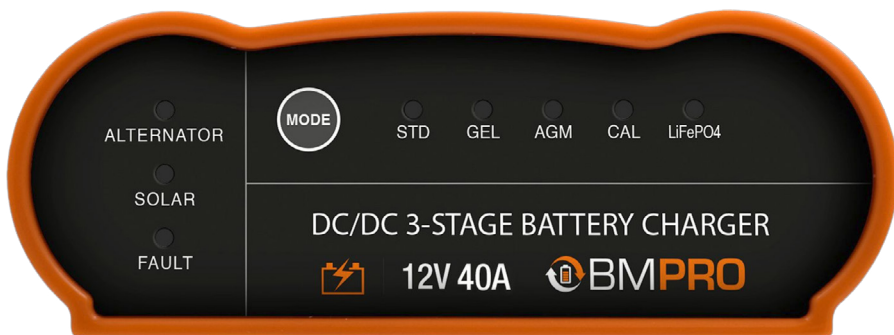 ALTERNATOR
SOLAR
FAULT
MODE
STD GEL AGM CAL LiFePO4
DC/DC 3-STAGE BATTERY CHARGER
12V 40A BMPRO